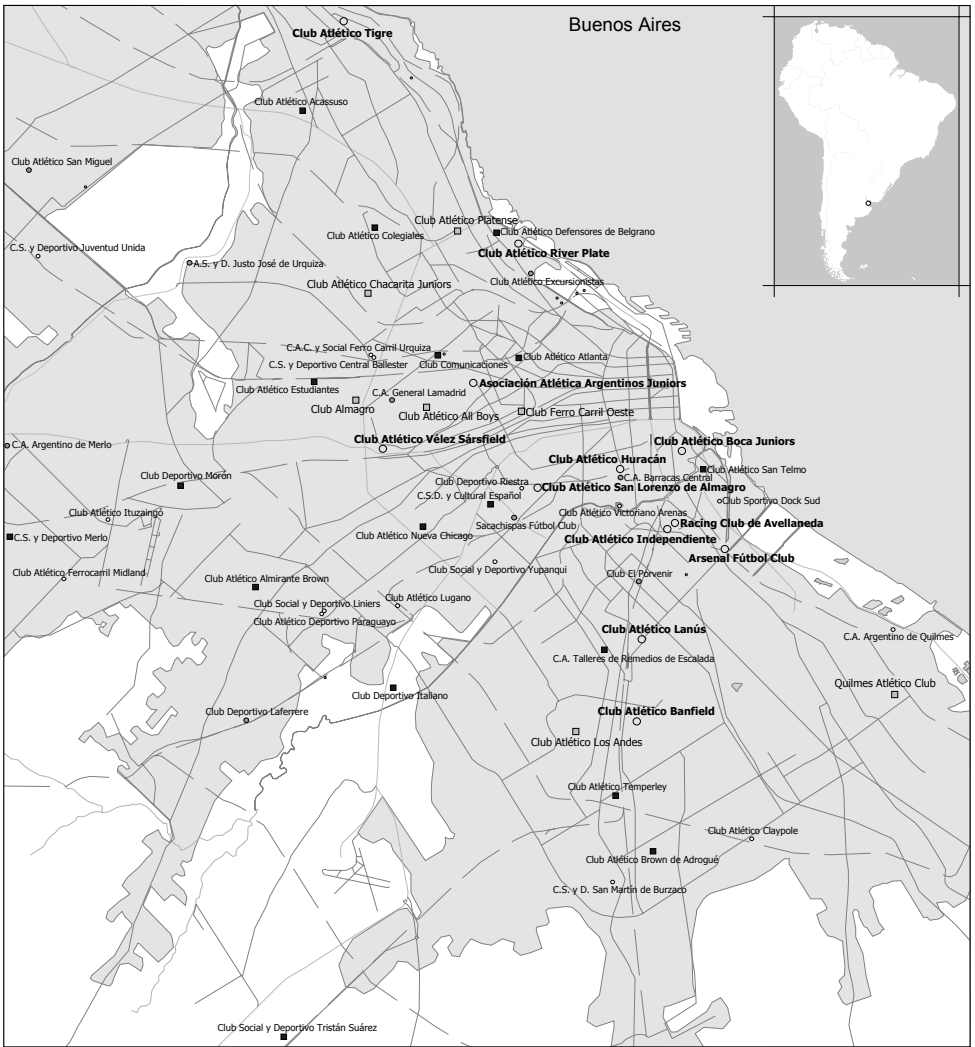 Buenos Aires
Club Atlético Tigre
Club Atlético Acassuso
Club Atlético San Miguel
Club Atlético Platense
Club Atlético Defensores de Belgrano
Club Atlético Colegiales
C.S. y Deportivo Juventud Unida
Club Atlético River Plate
A.S. y D. Justo José de Urquiza
Club Atlético Excursionistas
Club Atlético Chacarita Juniors
C.A.C. y Social Ferro Carril Urquiza
Club Atlético Atlanta
C.S. y Deportivo Central Ballester
Club Comunicaciones
Asociación Atlética Argentinos Juniors
Club Atlético Estudiantes
C.A. General Lamadrid
Club Almagro
Club Atlético All Boys
Club Ferro Carril Oeste
Club Atlético Vélez Sársfield
Club Atlético Boca Juniors
C.A. Argentino de Merlo
Club Atlético Huracán
Club Atlético San Telmo
Club Deportivo Morón
Club Deportivo Riestra
C.A. Barracas Central
Club Atlético San Lorenzo de Almagro
C.S.D. y Cultural Español
Club Sportivo Dock Sud
Club Atlético Ituzaingó
Club Atlético Victoriano Arenas
Sacachispas Fútbol Club
Racing Club de Avellaneda
C.S. y Deportivo Merlo
Club Atlético Nueva Chicago
Club Atlético Independiente
Arsenal Fútbol Club
Club Atlético Ferrocarril Midland
Club Social y Deportivo Yupanqui
Club El Porvenir
Club Atlético Almirante Brown
Club Atlético Lugano
Club Social y Deportivo Liniers
Club Atlético Deportivo Paraguayo
Club Atlético Lanús
C.A. Argentino de Quilmes
C.A. Talleres de Remedios de Escalada
Quilmes Atlético Club
Club Deportivo Italiano
Club Deportivo Laferrere
Club Atlético Banfield
Club Atlético Los Andes
Club Atlético Temperley
Club Atlético Claypole
Club Atlético Brown de Adrogué
C.S. y D. San Martín de Burzaco
Club Social y Deportivo Tristán Suárez